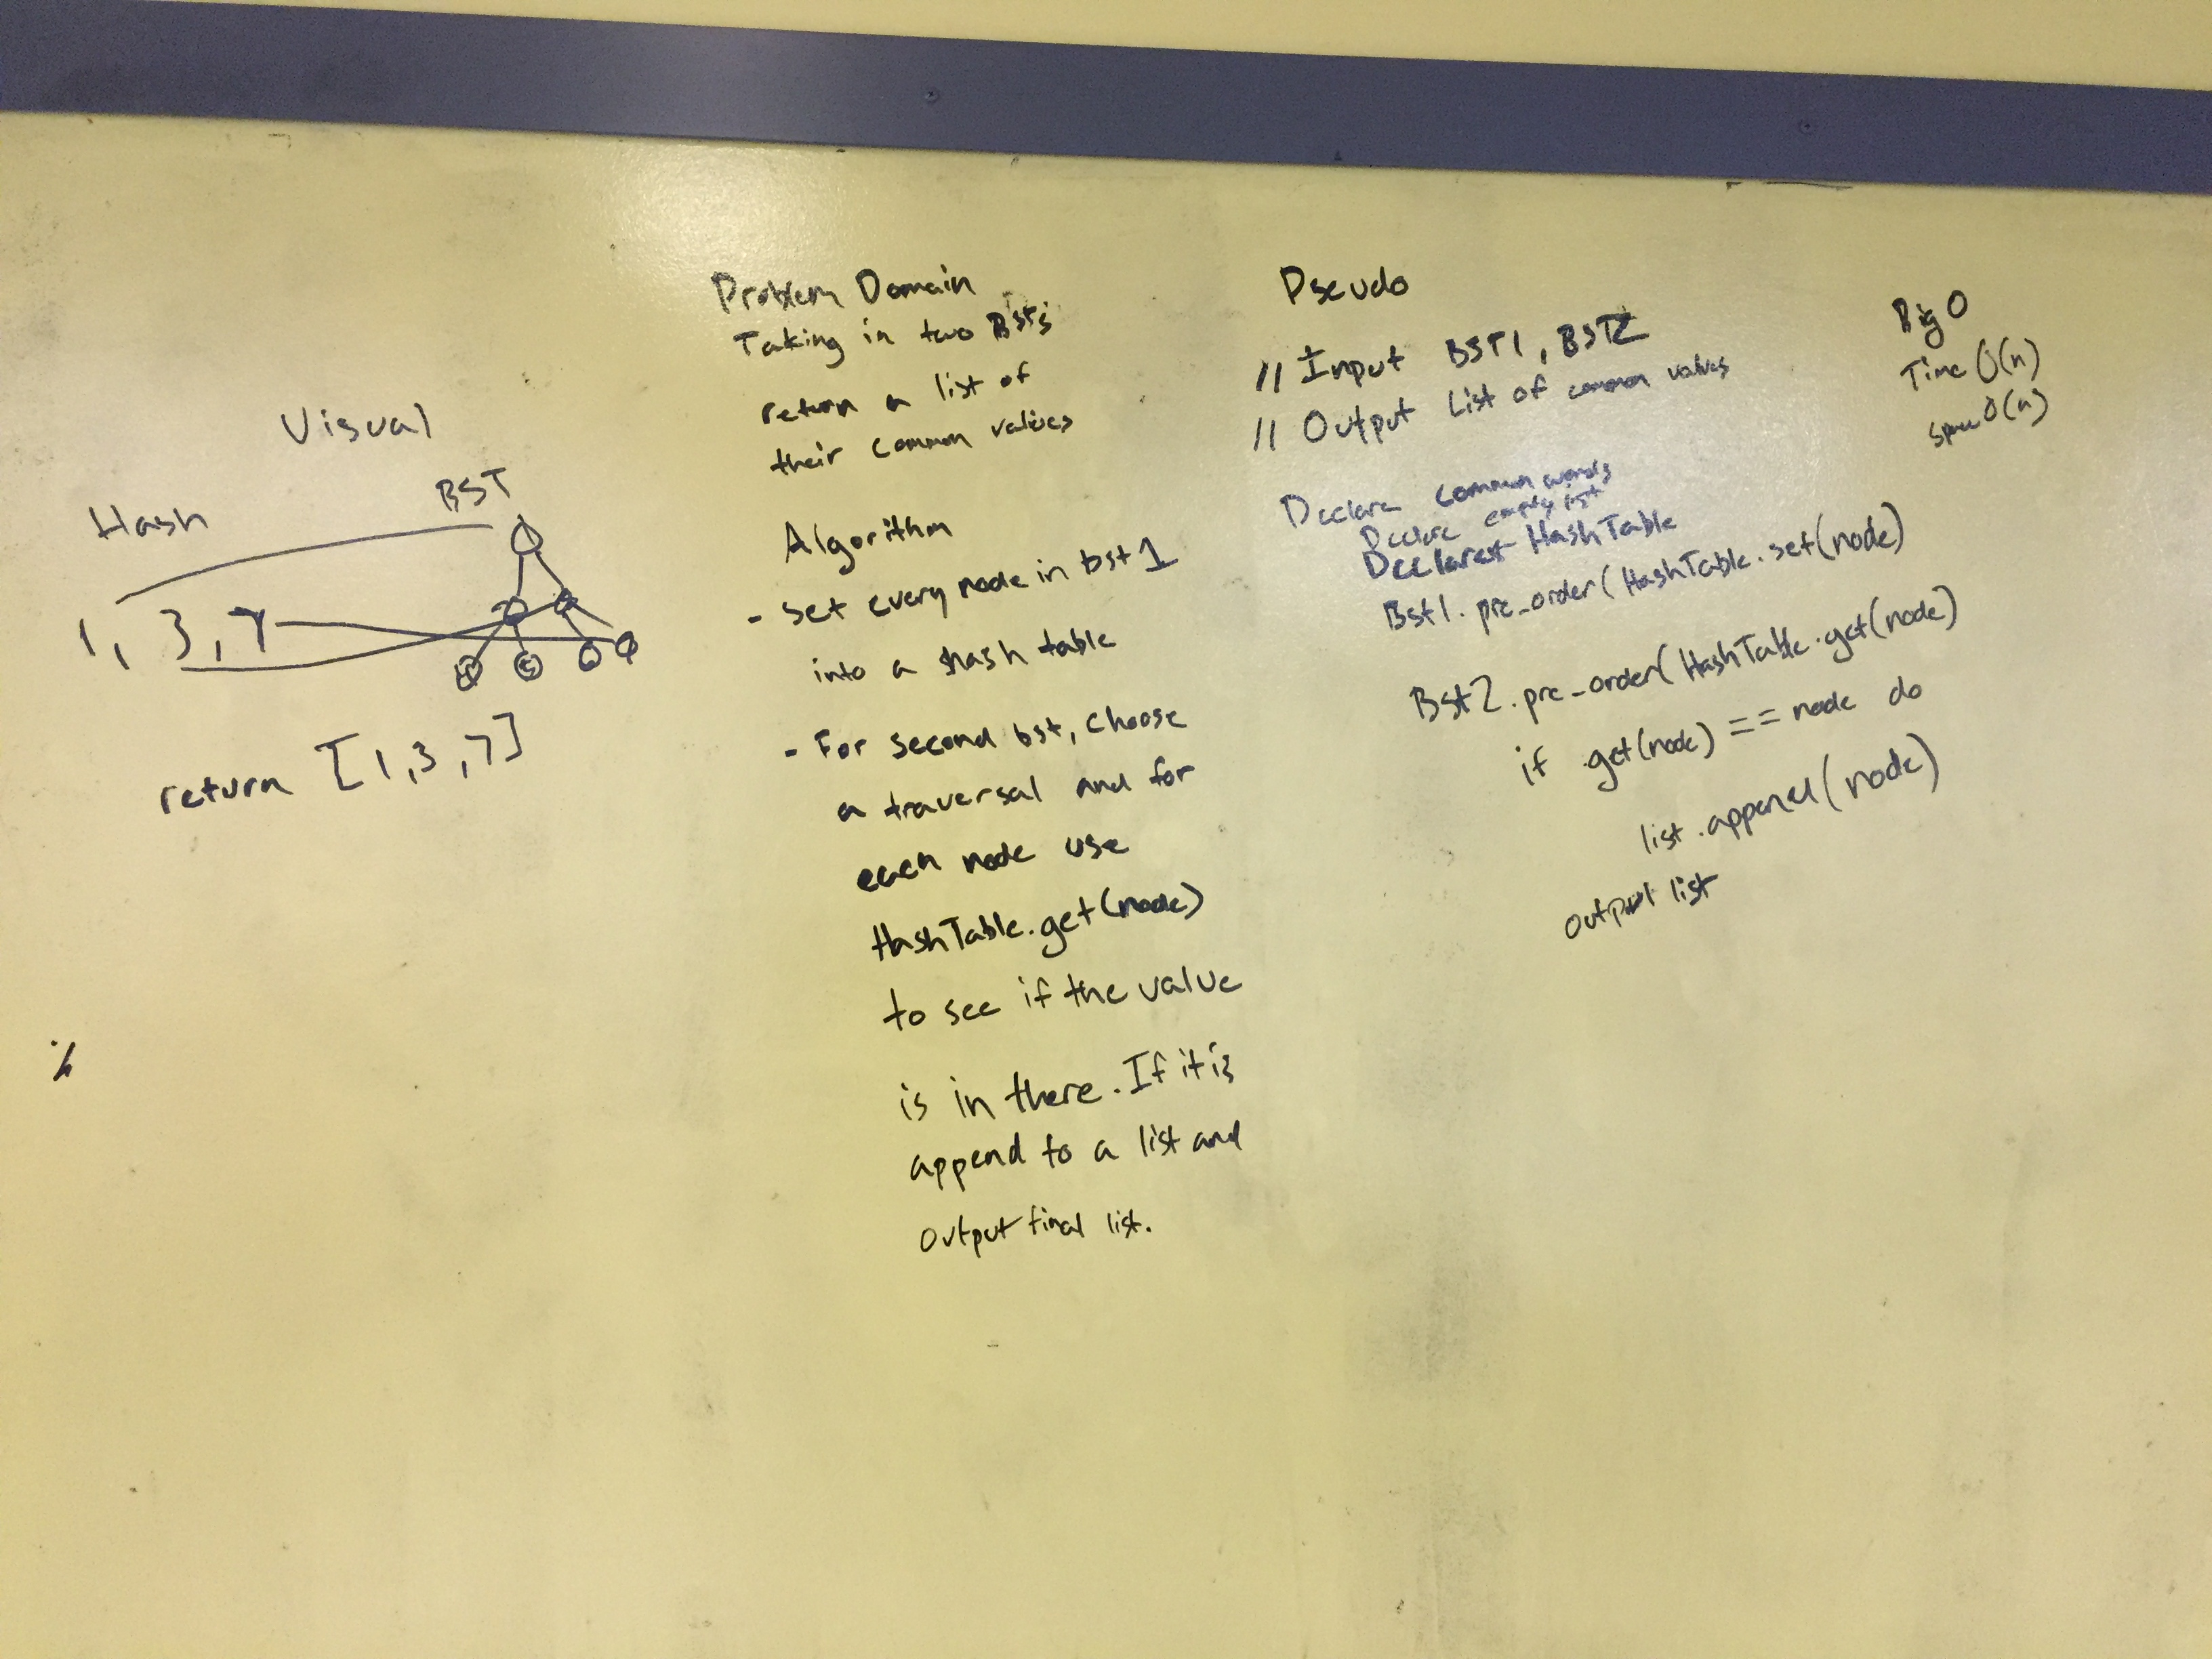 Visual
Hash
BST
1, 3, 7
return [1,3,7]
Problem Domain
Taking in two BSTs
return a list of
their common values
Algorithm
- Set every node in bst 1
into a hash table
- For second bst, choose
a traversal and for
each node use
HashTable.get(node)
to see if the value
is in there. If it is
append to a list and
output final list.
Pseudo
// Input BST1, BST2
// Output List of common values
Declare common words
Declare empty list
Declare HashTable
Bst1.pre_order(HashTable.set(node)
Bst2.pre_order(HashTable.get(node)
if .get(node) == node do
list.append(node)
output list
Big O
Time O(n)
Space O(n)